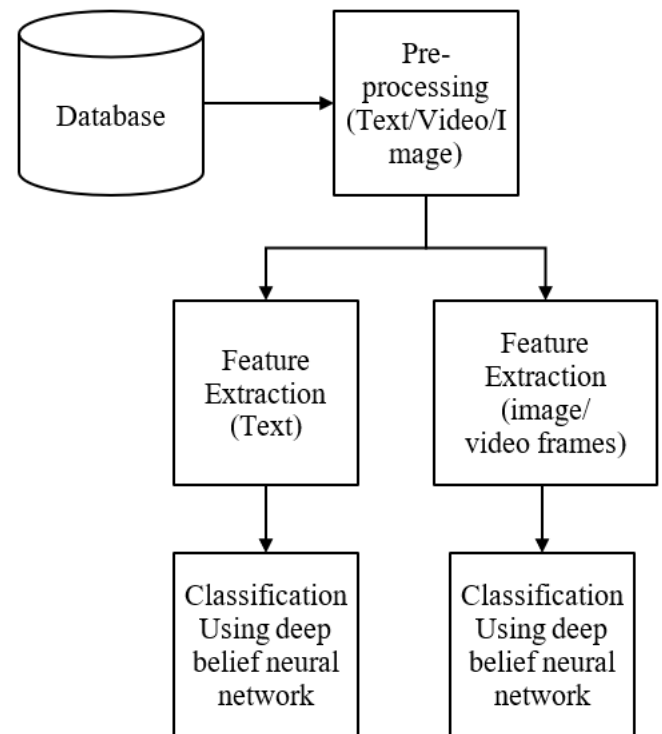 Database
Pre-
processing
(Text/Video/I
mage)
Feature
Extraction
(Text)
Feature
Extraction
(image/
video frames)
Classification
Using deep
belief neural
network
Classification
Using deep
belief neural
network